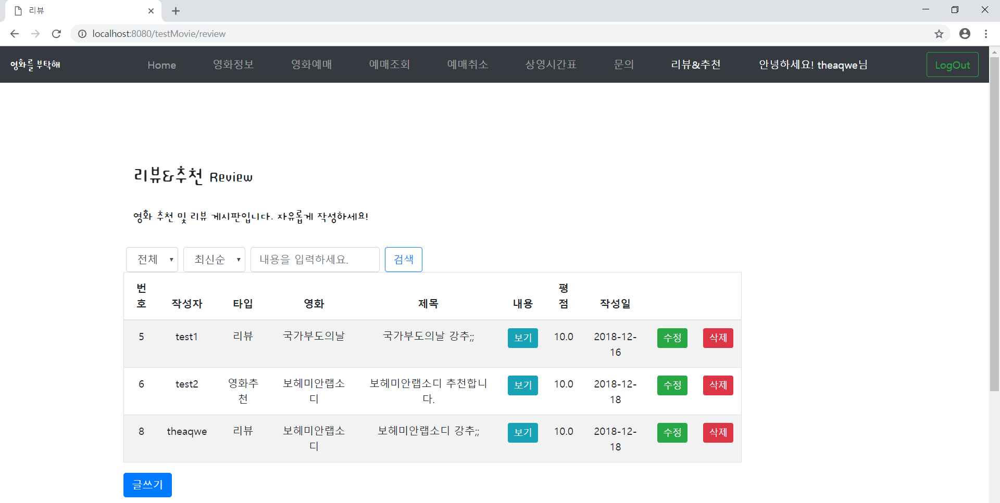 리뷰
localhost:8080/testMovie/review
영화를 부탁해 Home 영화정보 영화예매 예매조회 예매취소 상영시간표 문의 리뷰&추천 안녕하세요! theaqwe님 LogOut
리뷰&추천 Review
영화 추천 및 리뷰 게시판입니다. 자유롭게 작성하세요!
전체 최신순 내용을 입력하세요. 검색
번호 작성자 타입 영화 제목 내용 평점 작성일
5 test1 리뷰 국가부도의날 국가부도의날 강추;; 보기 10.0 2018-12-16 수정 삭제
6 test2 영화추천 보헤미안랩소디 보헤미안랩소디 추천합니다. 보기 10.0 2018-12-18 수정 삭제
8 theaqwe 리뷰 보헤미안랩소디 보헤미안랩소디 강추;; 보기 10.0 2018-12-18 수정 삭제
글쓰기